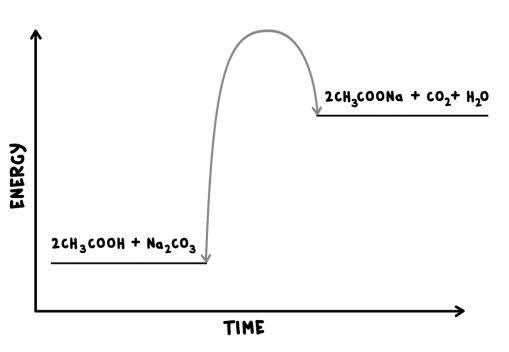 2CH₃COONa + CO₂+ H₂O
ENERGY
2CH₃COOH + Na₂CO₃
TIME